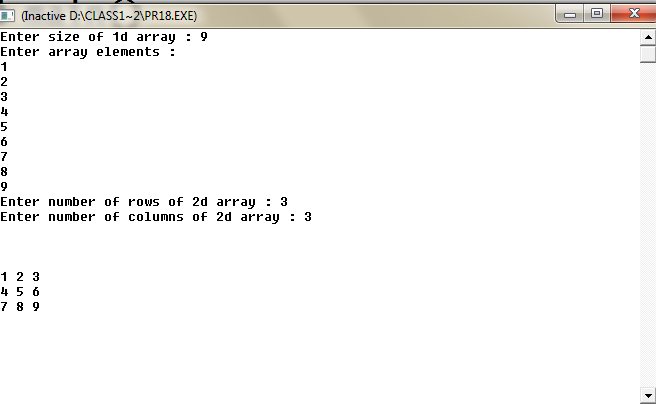 (Inactive D:\CLASS1~2\PR18.EXE)
Enter size of 1d array : 9
Enter array elements :
1
2
3
4
5
6
7
8
9
Enter number of rows of 2d array : 3
Enter number of columns of 2d array : 3
1 2 3
4 5 6
7 8 9